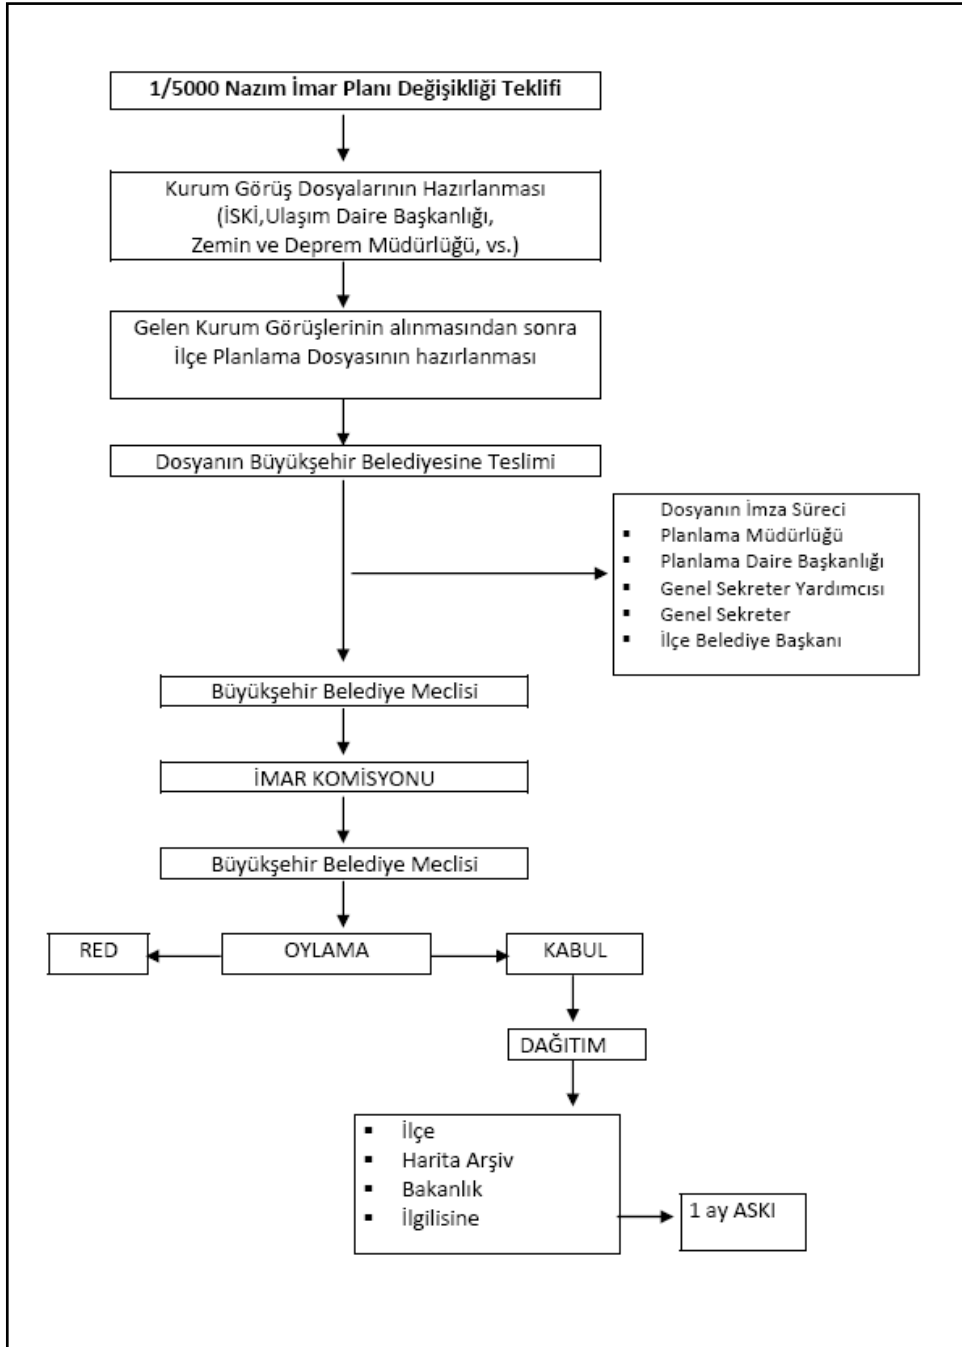 1/5000 Nazım İmar Planı Değişikliği Teklifi
Kurum Görüş Dosyalarının Hazırlanması
(İSKİ,Ulaşım Daire Başkanlığı,
Zemin ve Deprem Müdürlüğü, vs.)
Gelen Kurum Görüşlerinin alınmasından sonra
İlçe Planlama Dosyasının hazırlanması
Dosyanın Büyükşehir Belediyesine Teslimi
Dosyanın İmza Süreci
▪ Planlama Müdürlüğü
▪ Planlama Daire Başkanlığı
▪ Genel Sekreter Yardımcısı
▪ Genel Sekreter
▪ İlçe Belediye Başkanı
Büyükşehir Belediye Meclisi
İMAR KOMİSYONU
Büyükşehir Belediye Meclisi
RED
OYLAMA
KABUL
DAĞITIM
▪ İlçe
▪ Harita Arşiv
▪ Bakanlık
▪ İlgilisine
1 ay ASKI